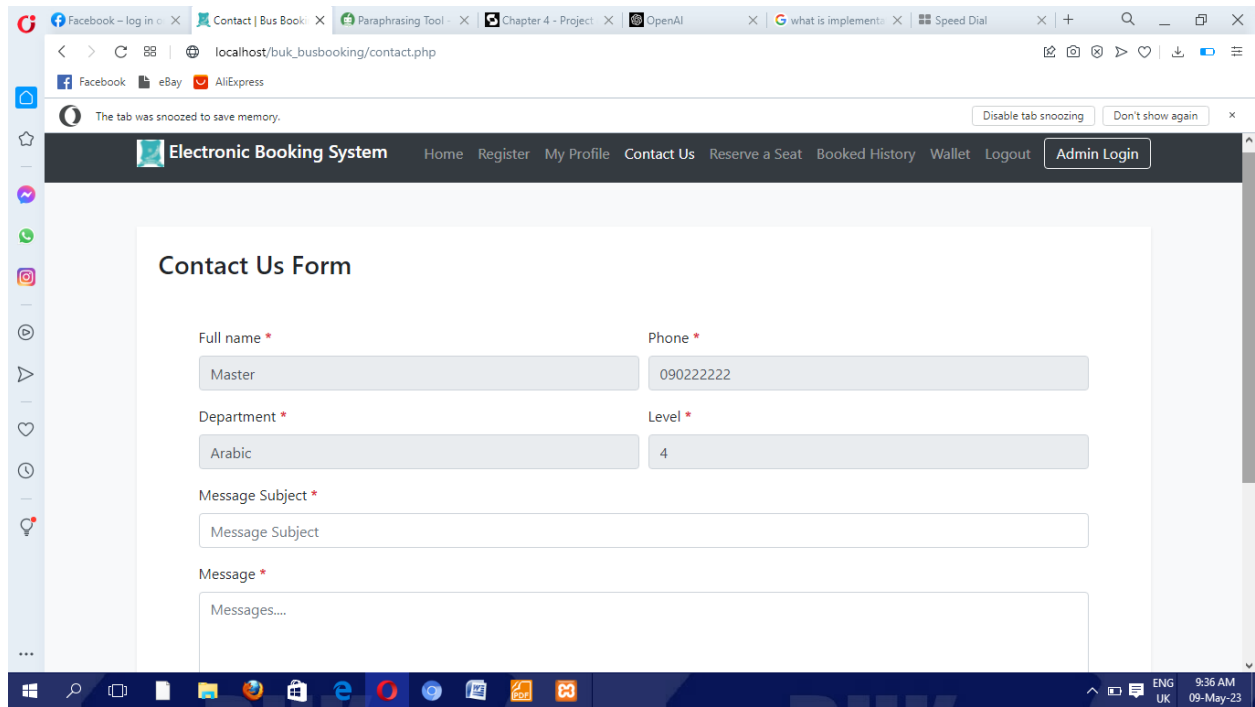 Facebook – log in o
Contact | Bus Booki
Paraphrasing Tool -
Chapter 4 - Project
OpenAI
what is implementa
Speed Dial
localhost/buk_busbooking/contact.php
Facebook eBay AliExpress
The tab was snoozed to save memory. Disable tab snoozing Don't show again
Electronic Booking System Home Register My Profile Contact Us Reserve a Seat Booked History Wallet Logout Admin Login
Contact Us Form
Full name * Phone *
Master 090222222
Department * Level *
Arabic 4
Message Subject *
Message Subject
Message *
Messages....
ENG 9:36 AM
UK 09-May-23